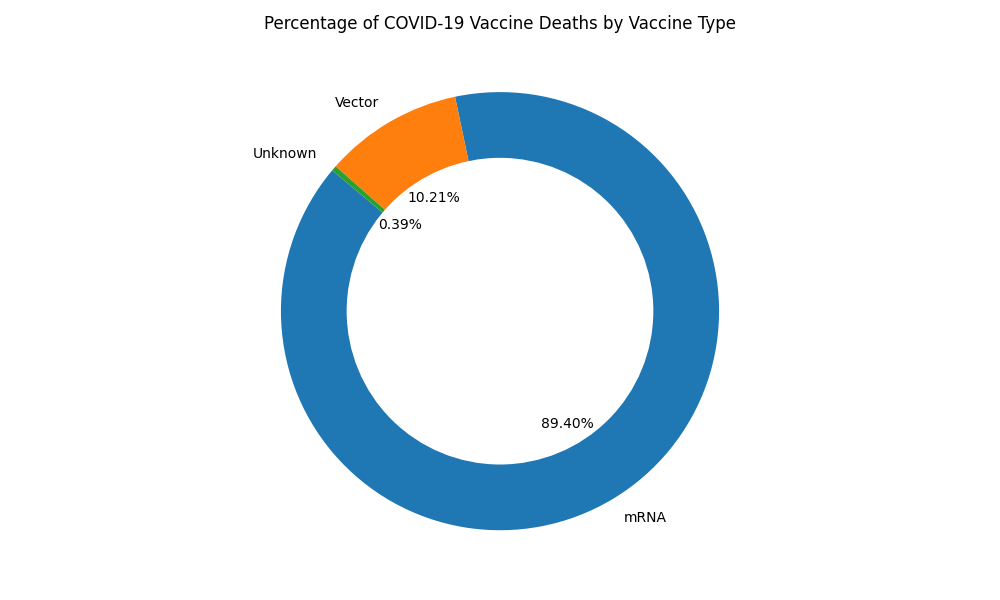 Percentage of COVID-19 Vaccine Deaths by Vaccine Type
Vector
Unknown
10.21%
0.39%
89.40%
mRNA